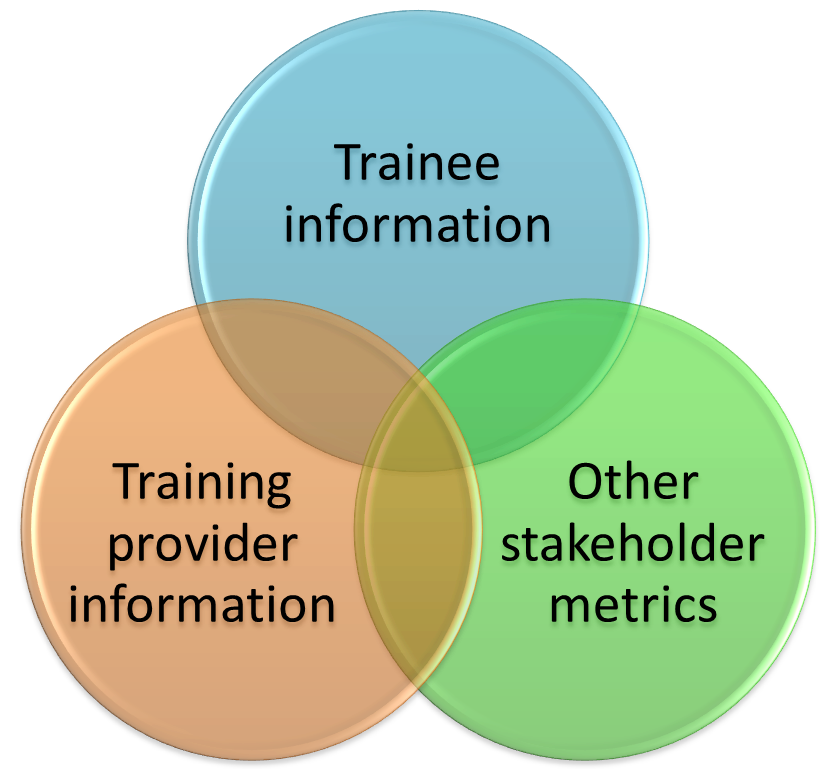 Trainee
information
Training
provider
information
Other
stakeholder
metrics